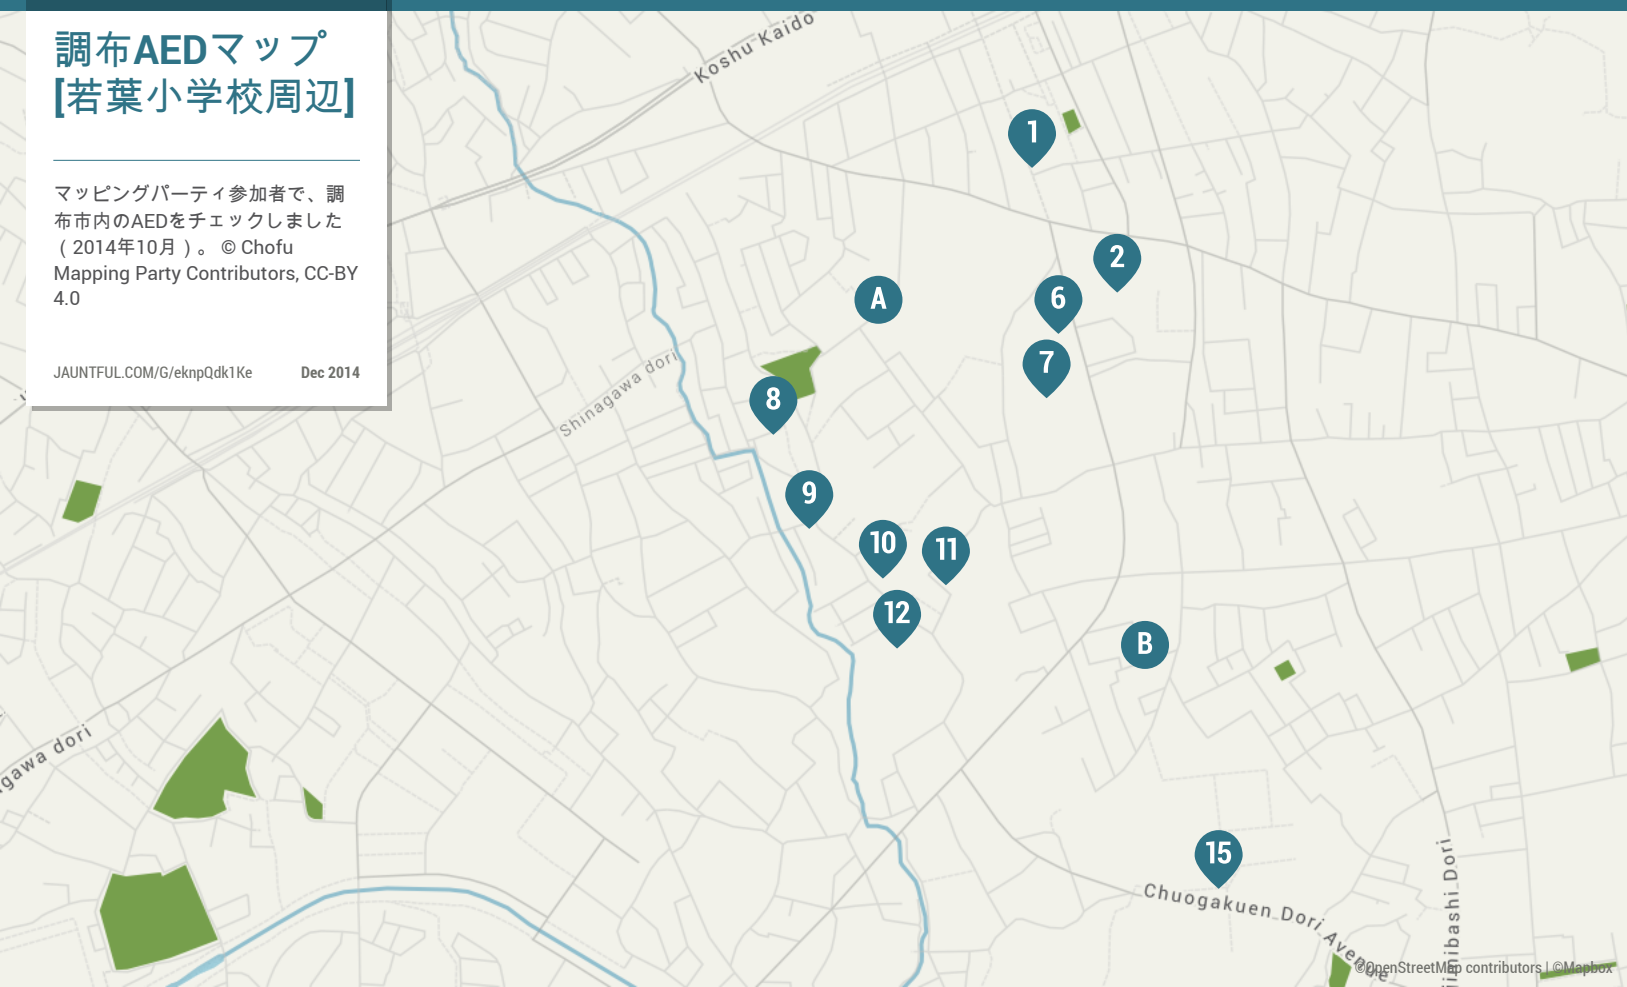 調布AEDマップ
[若葉小学校周辺]
マッピングパーティ参加者で、調
布市内のAEDをチェックしました
（2014年10月）。 © Chofu
Mapping Party Contributors, CC-BY
4.0
JAUNTFUL.COM/G/eknpQdk1Ke Dec 2014
Koshu Kaido
1
2
A
6
7
Shinagawa dori
8
9
10
11
12
B
gawa dori
15
Chuogakuen Dori Avenue
imibashi Dori
©OpenStreetMap contributors | ©Mapbox